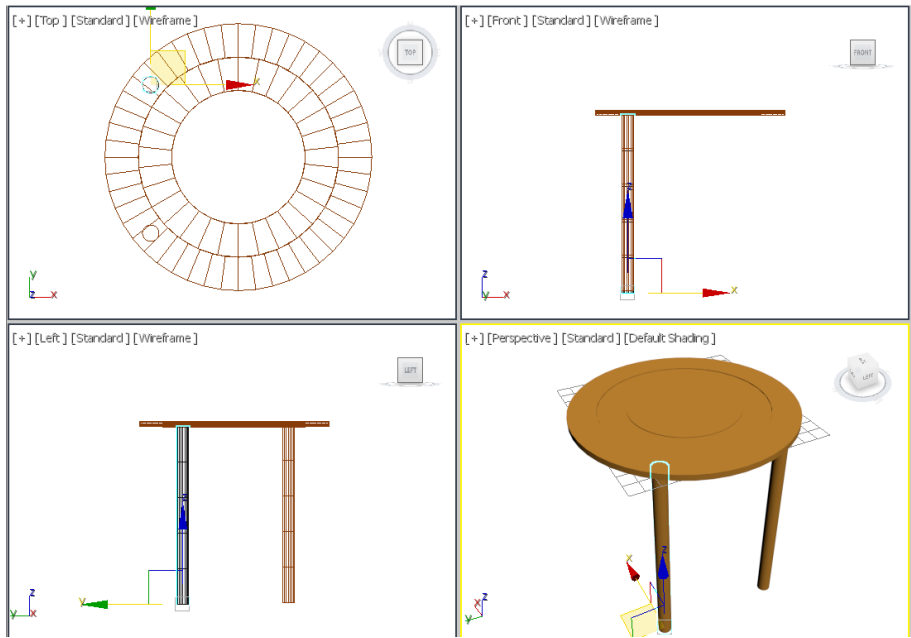 [+] [Top] [Standard] [Wireframe]
TOP
x
y
z x
[+] [Front] [Standard] [Wireframe]
FRONT
z
x
z
y x
[+] [Left] [Standard] [Wireframe]
LEFT
z
y
z
y x
[+] [Perspective] [Standard] [Default Shading]
LEFT
x
z
z
x
y